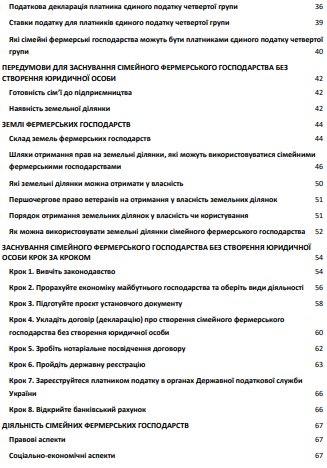 Податкова декларація платника єдиного податку четвертої групи 36
Ставки податку для платників єдиного податку четвертої групи 39
Які сімейні фермерські господарства можуть бути платниками єдиного податку четвертої
групи 40
ПЕРЕДУМОВИ ДЛЯ ЗАСНУВАННЯ СІМЕЙНОГО ФЕРМЕРСЬКОГО ГОСПОДАРСТВА БЕЗ
СТВОРЕННЯ ЮРИДИЧНОЇ ОСОБИ 42
Готовність сім'ї до підприємництва 42
Наявність земельної ділянки 42
ЗЕМЛІ ФЕРМЕРСЬКИХ ГОСПОДАРСТВ 44
Склад земель фермерських господарств 44
Шляхи отримання прав на земельні ділянки, які можуть використовуватися сімейними
фермерськими господарствами 46
Які земельні ділянки можна отримати у власність 50
Першочергове право ветеранів на отримання у власність земельних ділянок 51
Порядок отримання земельних ділянок у власність чи користування 51
Як можна використовувати земельні ділянки сімейного фермерського господарства 52
ЗАСНУВАННЯ СІМЕЙНОГО ФЕРМЕРСЬКОГО ГОСПОДАРСТВА БЕЗ СТВОРЕННЯ ЮРИДИЧНОЇ
ОСОБИ КРОК ЗА КРОКОМ 54
Крок 1. Вивчіть законодавство 54
Крок 2. Прорахуйте економіку майбутнього господарства та оберіть види діяльності 56
Крок 3. Підготуйте проєкт установчого документу 58
Крок 4. Укладіть договір (декларацію) про створення сімейного фермерського
господарства без створення юридичної особи 60
Крок 5. Зробіть нотаріальне посвідчення договору 62
Крок 6. Пройдіть державну реєстрацію 63
Крок 7. Зареєструйтеся платником податку в органах Державної податкової служби
України 66
Крок 8. Відкрийте банківський рахунок 66
ДІЯЛЬНІСТЬ СІМЕЙНИХ ФЕРМЕРСЬКИХ ГОСПОДАРСТВ 67
Правові аспекти 67
Соціально-економічні аспекти 67